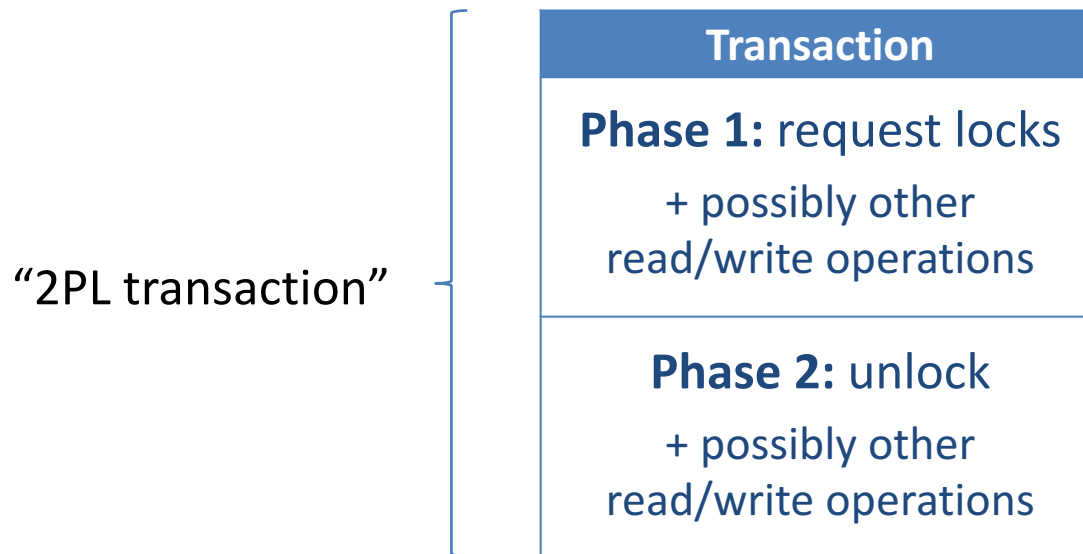 Transaction
Phase 1: request locks
+ possibly other
read/write operations
“2PL transaction”
Phase 2: unlock
+ possibly other
read/write operations